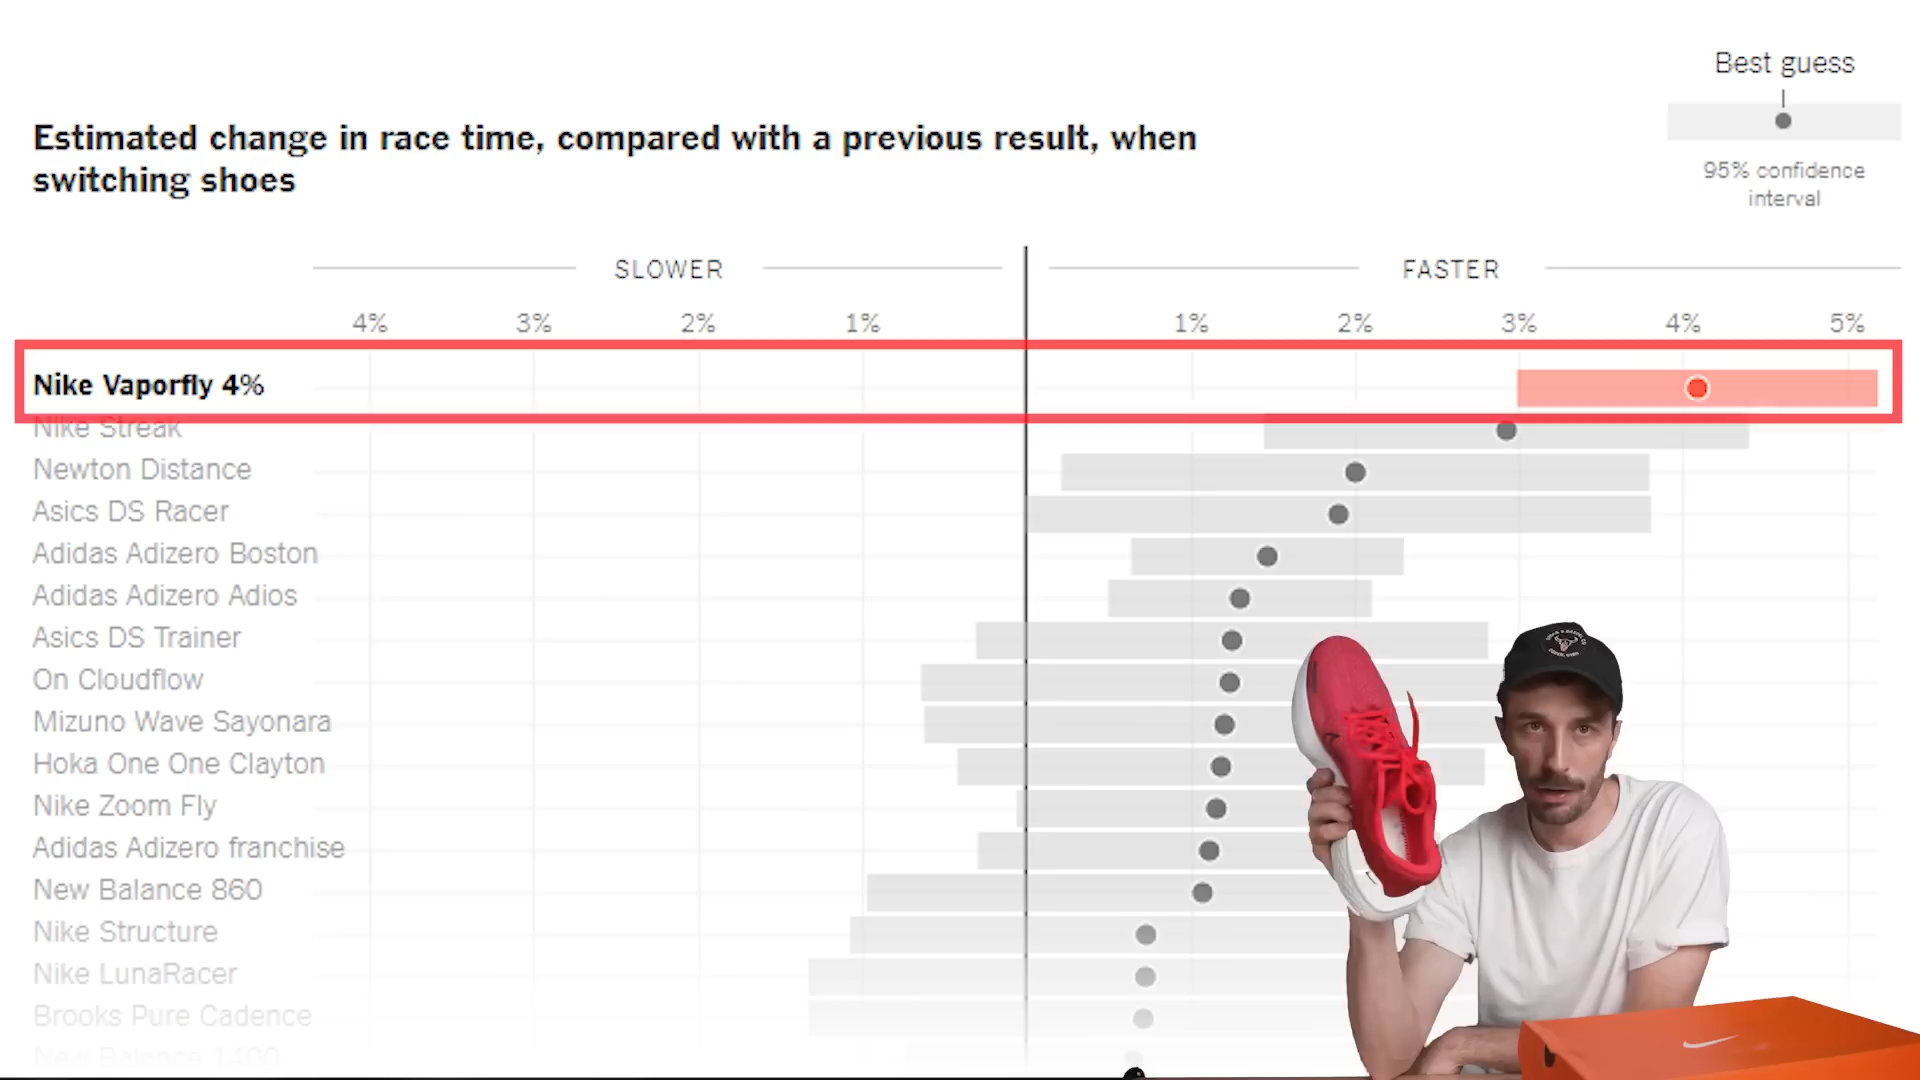 Best guess
95% confidence
interval
Estimated change in race time, compared with a previous result, when
switching shoes
SLOWER
FASTER
4% 3% 2% 1% 1% 2% 3% 4% 5%
Nike Vaporfly 4%
Nike Streak
Newton Distance
Asics DS Racer
Adidas Adizero Boston
Adidas Adizero Adios
Asics DS Trainer
On Cloudflow
Mizuno Wave Sayonara
Hoka One One Clayton
Nike Zoom Fly
Adidas Adizero franchise
New Balance 860
Nike Structure
Nike LunaRacer
Brooks Pure Cadence
New Balance 1400